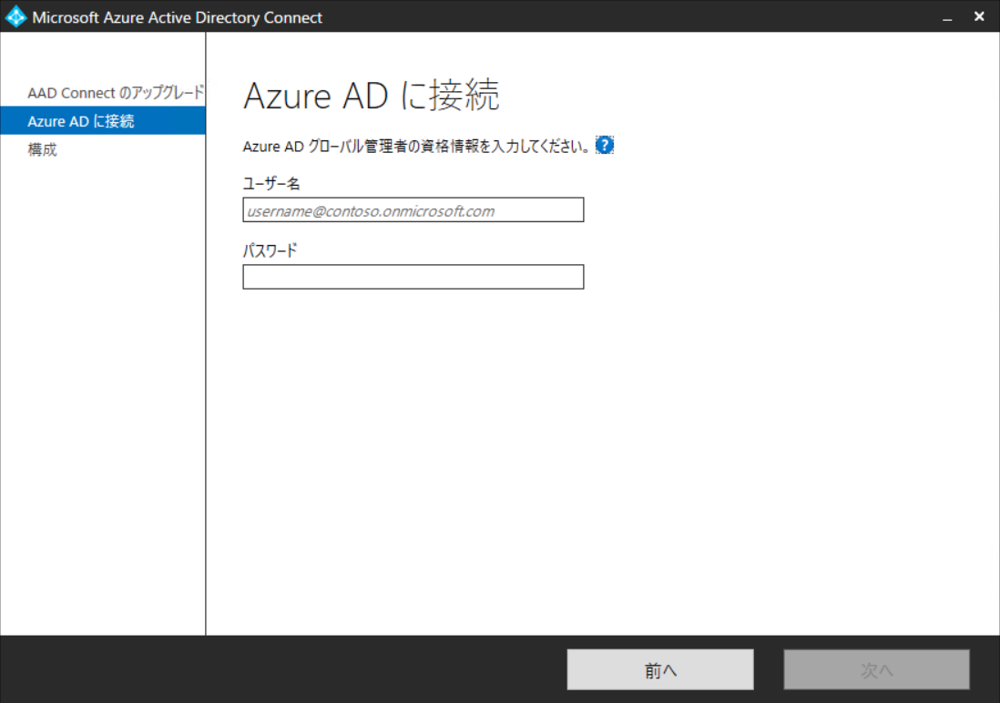 Microsoft Azure Active Directory Connect
AAD Connect のアップグレード
Azure AD に接続
構成
Azure AD に接続
Azure AD グローバル管理者の資格情報を入力してください。 ?
ユーザー名
username@contoso.onmicrosoft.com
パスワード
前へ
次へ